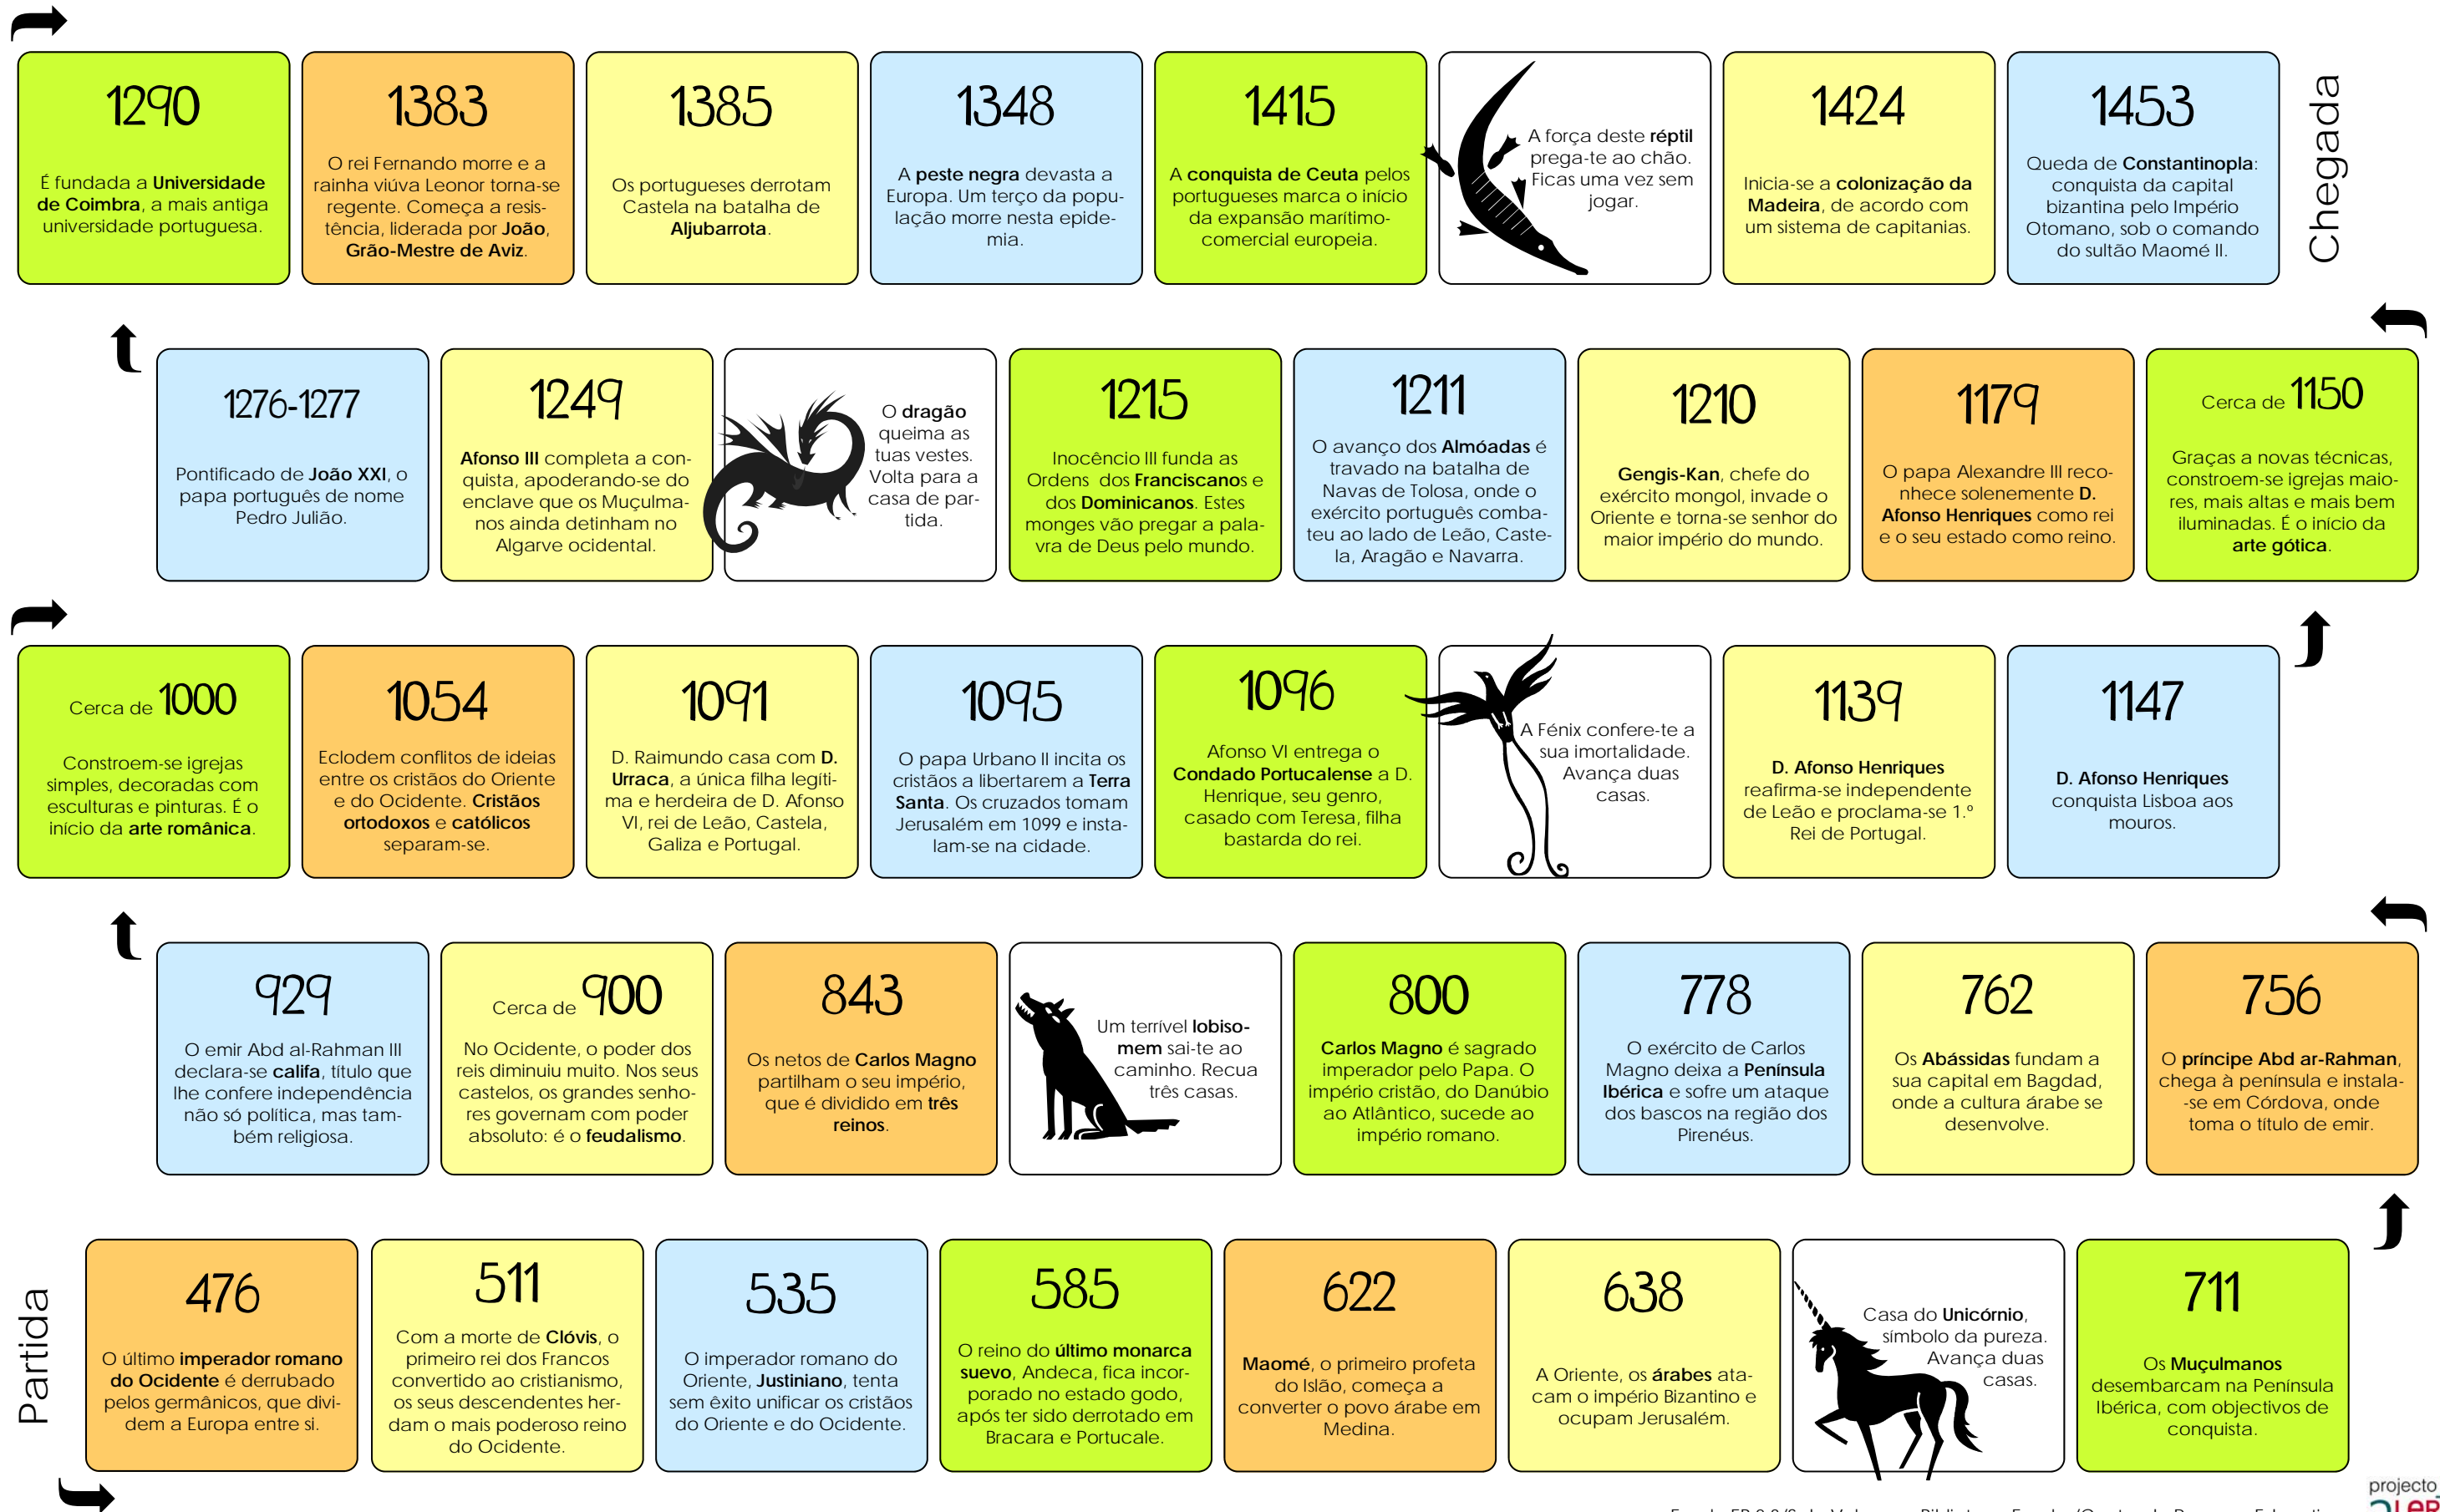 1290
É fundada a Universidade
de Coimbra, a mais antiga
universidade portuguesa.
1383
O rei Fernando morre e a
rainha viúva Leonor torna-se
regente. Começa a resis-
tência, liderada por João,
Grão-Mestre de Aviz.
1385
Os portugueses derrotam
Castela na batalha de
Aljubarrota.
1348
A peste negra devasta a
Europa. Um terço da popu-
lação morre nesta epide-
mia.
1415
A conquista de Ceuta pelos
portugueses marca o início
da expansão marítimo-
comercial europeia.
A força deste réptil
prega-te ao chão.
Ficas uma vez sem
jogar.
1424
Inicia-se a colonização da
Madeira, de acordo com
um sistema de capitanias.
1453
Queda de Constantinopla:
conquista da capital
bizantina pelo Império
Otomano, sob o comando
do sultão Maomé II.
Chegada
1276-1277
Pontificado de João XXI, o
papa português de nome
Pedro Julião.
1249
Afonso III completa a con-
quista, apoderando-se do
enclave que os Muçulma-
nos ainda detinham no
Algarve ocidental.
O dragão
queima as
tuas vestes.
Volta para a
casa de par-
tida.
1215
Inocêncio III funda as
Ordens dos Franciscanos e
dos Dominicanos. Estes
monges vão pregar a pala-
vra de Deus pelo mundo.
1211
O avanço dos Almóadas é
travado na batalha de
Navas de Tolosa, onde o
exército português comba-
teu ao lado de Leão, Caste-
la, Aragão e Navarra.
1210
Gengis-Kan, chefe do
exército mongol, invade o
Oriente e torna-se senhor do
maior império do mundo.
1179
O papa Alexandre III reco-
nhece solenemente D.
Afonso Henriques como rei
e o seu estado como reino.
Cerca de 1150
Graças a novas técnicas,
constroem-se igrejas maio-
res, mais altas e mais bem
iluminadas. É o início da
arte gótica.
Cerca de 1000
Constroem-se igrejas
simples, decoradas com
esculturas e pinturas. É o
início da arte românica.
1054
Eclodem conflitos de ideias
entre os cristãos do Oriente
e do Ocidente. Cristãos
ortodoxos e católicos
separam-se.
1091
D. Raimundo casa com D.
Urraca, a única filha legíti-
ma e herdeira de D. Afonso
VI, rei de Leão, Castela,
Galiza e Portugal.
1095
O papa Urbano II incita os
cristãos a libertarem a Terra
Santa. Os cruzados tomam
Jerusalém em 1099 e insta-
lam-se na cidade.
1096
Afonso VI entrega o
Condado Portucalense a D.
Henrique, seu genro,
casado com Teresa, filha
bastarda do rei.
A Fénix confere-te a
sua imortalidade.
Avança duas
casas.
1139
D. Afonso Henriques
reafirma-se independente
de Leão e proclama-se 1.º
Rei de Portugal.
1147
D. Afonso Henriques
conquista Lisboa aos
mouros.
929
O emir Abd al-Rahman III
declara-se califa, título que
lhe confere independência
não só política, mas tam-
bém religiosa.
Cerca de 900
No Ocidente, o poder dos
reis diminuiu muito. Nos seus
castelos, os grandes senho-
res governam com poder
absoluto: é o feudalismo.
843
Os netos de Carlos Magno
partilham o seu império,
que é dividido em três
reinos.
Um terrível lobiso-
mem sai-te ao
caminho. Recua
três casas.
800
Carlos Magno é sagrado
imperador pelo Papa. O
império cristão, do Danúbio
ao Atlântico, sucede ao
império romano.
778
O exército de Carlos
Magno deixa a Península
Ibérica e sofre um ataque
dos bascos na região dos
Pirenéus.
762
Os Abássidas fundam a
sua capital em Bagdad,
onde a cultura árabe se
desenvolve.
756
O príncipe Abd ar-Rahman,
chega à península e instala-
-se em Córdova, onde
toma o título de emir.
Partida
476
O último imperador romano
do Ocidente é derrubado
pelos germânicos, que divi-
dem a Europa entre si.
511
Com a morte de Clóvis, o
primeiro rei dos Francos
convertido ao cristianismo,
os seus descendentes her-
dam o mais poderoso reino
do Ocidente.
535
O imperador romano do
Oriente, Justiniano, tenta
sem êxito unificar os cristãos
do Oriente e do Ocidente.
585
O reino do último monarca
suevo, Andeca, fica incor-
porado no estado godo,
após ter sido derrotado em
Bracara e Portucale.
622
Maomé, o primeiro profeta
do Islão, começa a
converter o povo árabe em
Medina.
638
A Oriente, os árabes ata-
cam o império Bizantino e
ocupam Jerusalém.
Casa do Unicórnio,
símbolo da pureza.
Avança duas
casas.
711
Os Muçulmanos
desembarcam na Península
Ibérica, com objectivos de
conquista.
projecto